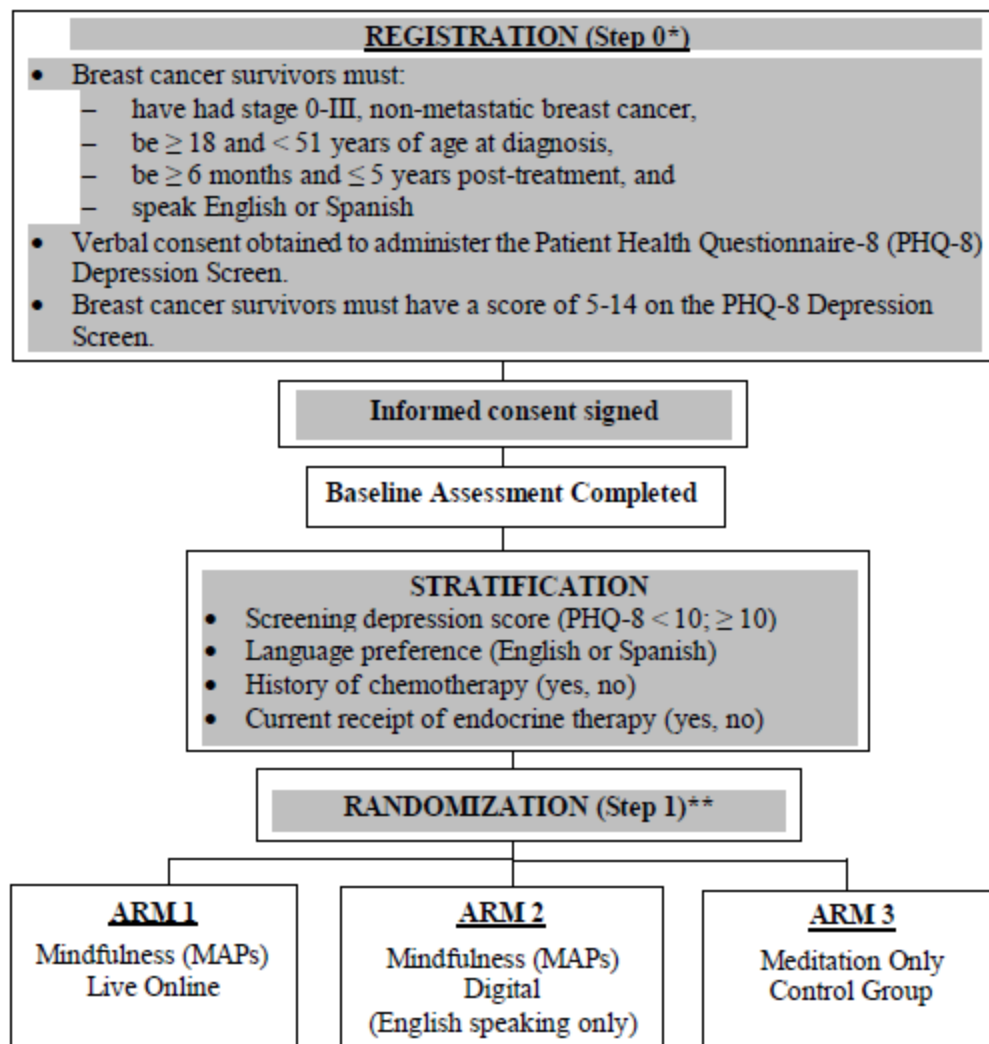 REGISTRATION (Step 0*)
• Breast cancer survivors must:
– have had stage 0-III, non-metastatic breast cancer,
– be ≥ 18 and < 51 years of age at diagnosis,
– be ≥ 6 months and ≤ 5 years post-treatment, and
– speak English or Spanish
• Verbal consent obtained to administer the Patient Health Questionnaire-8 (PHQ-8)
Depression Screen.
• Breast cancer survivors must have a score of 5-14 on the PHQ-8 Depression
Screen.
Informed consent signed
Baseline Assessment Completed
STRATIFICATION
• Screening depression score (PHQ-8 < 10; ≥ 10)
• Language preference (English or Spanish)
• History of chemotherapy (yes, no)
• Current receipt of endocrine therapy (yes, no)
RANDOMIZATION (Step 1)**
ARM 1
Mindfulness (MAPs)
Live Online
ARM 2
Mindfulness (MAPs)
Digital
(English speaking only)
ARM 3
Meditation Only
Control Group